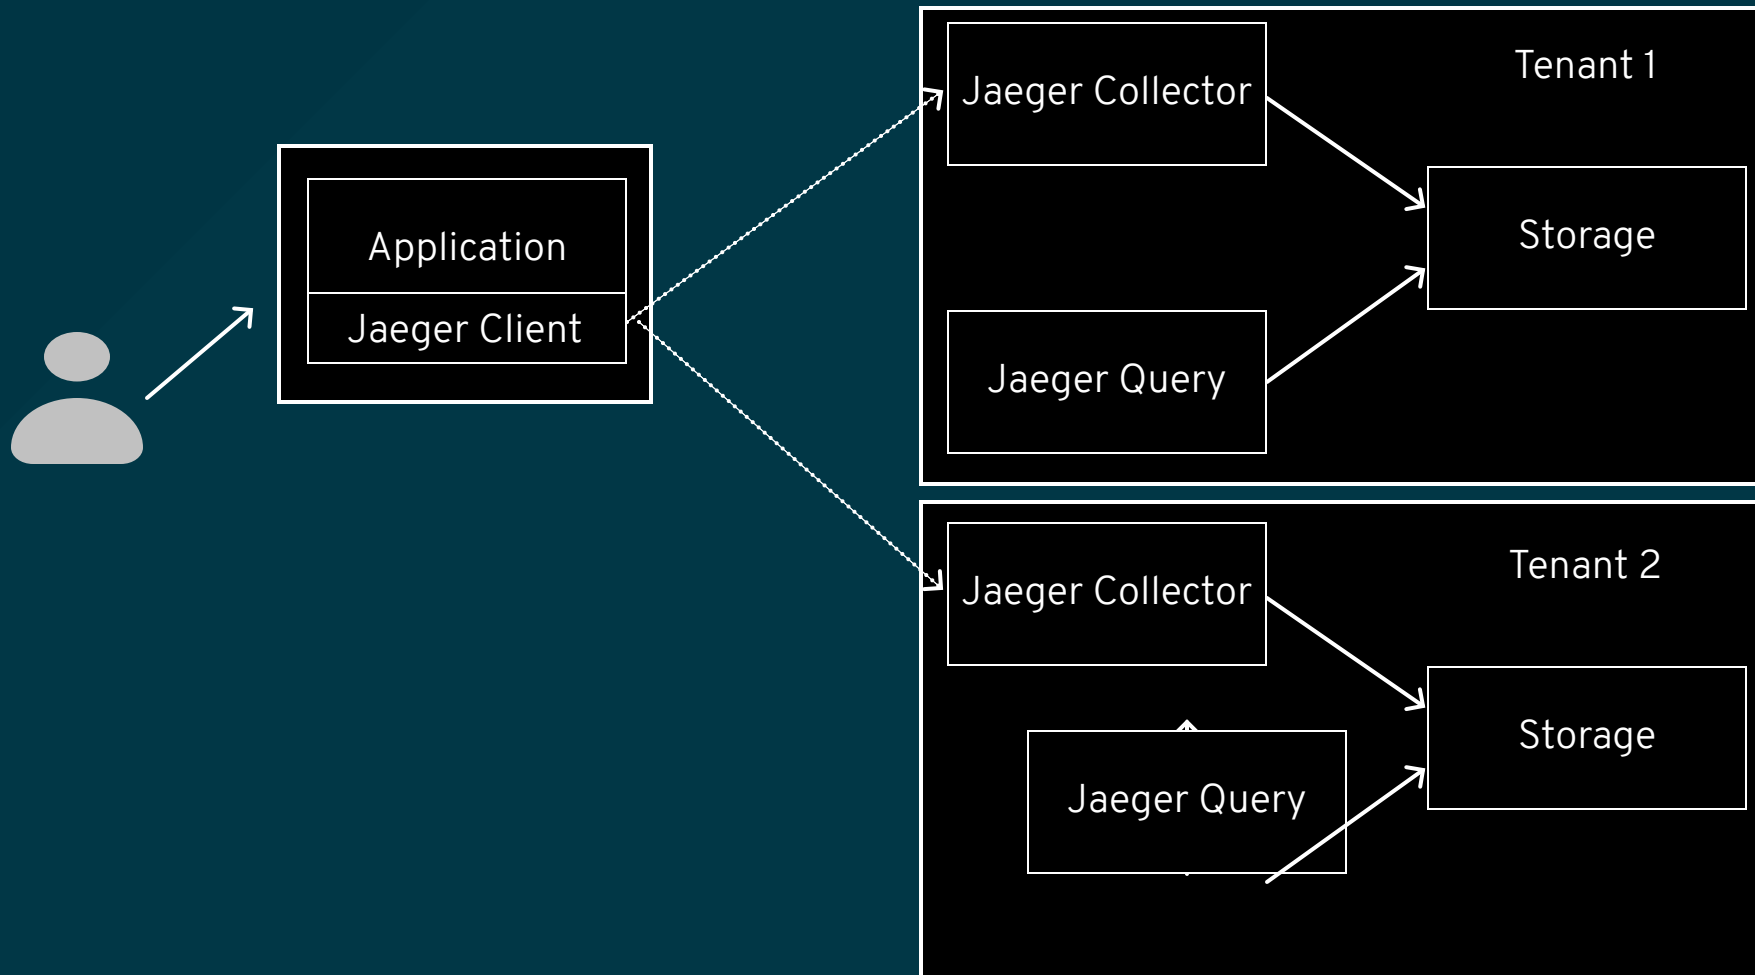 Application
Jaeger Client
Tenant 1
Jaeger Collector
Storage
Jaeger Query
Tenant 2
Jaeger Collector
Storage
Jaeger Query